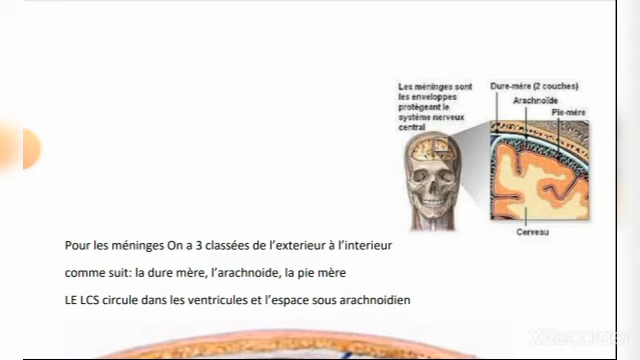 Les méninges sont
les enveloppes
protégeant le
système nerveux
central
Dure-mère (2 couches)
Arachnoïde
Pie-mère
Cerveau
Pour les méninges On a 3 classées de l'exterieur à l'interieur
comme suit: la dure mère, l'arachnoide, la pie mère
LE LCS circule dans les ventricules et l'espace sous arachnoidien
XRecorder